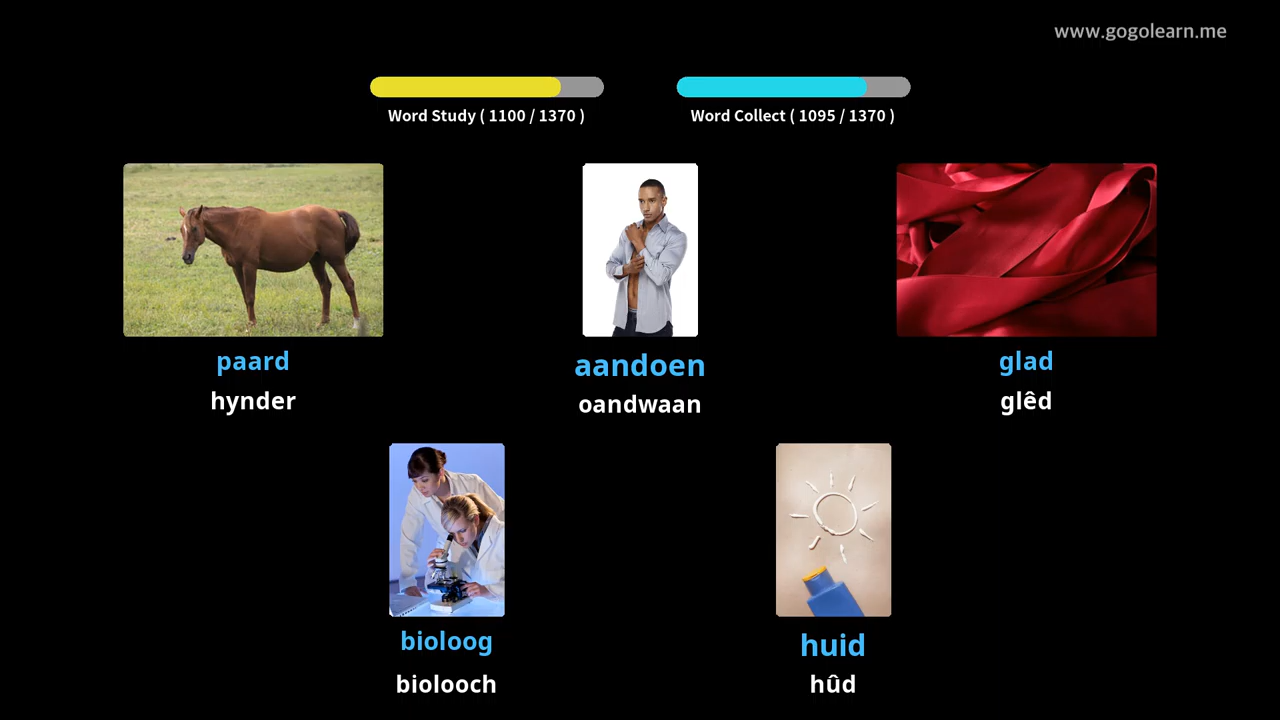 www.gogolearn.me
Word Study ( 1100 / 1370 )
Word Collect ( 1095 / 1370 )
paard
hynder
aandoen
oandwaan
glad
glêd
bioloog
biolooch
huid
hûd